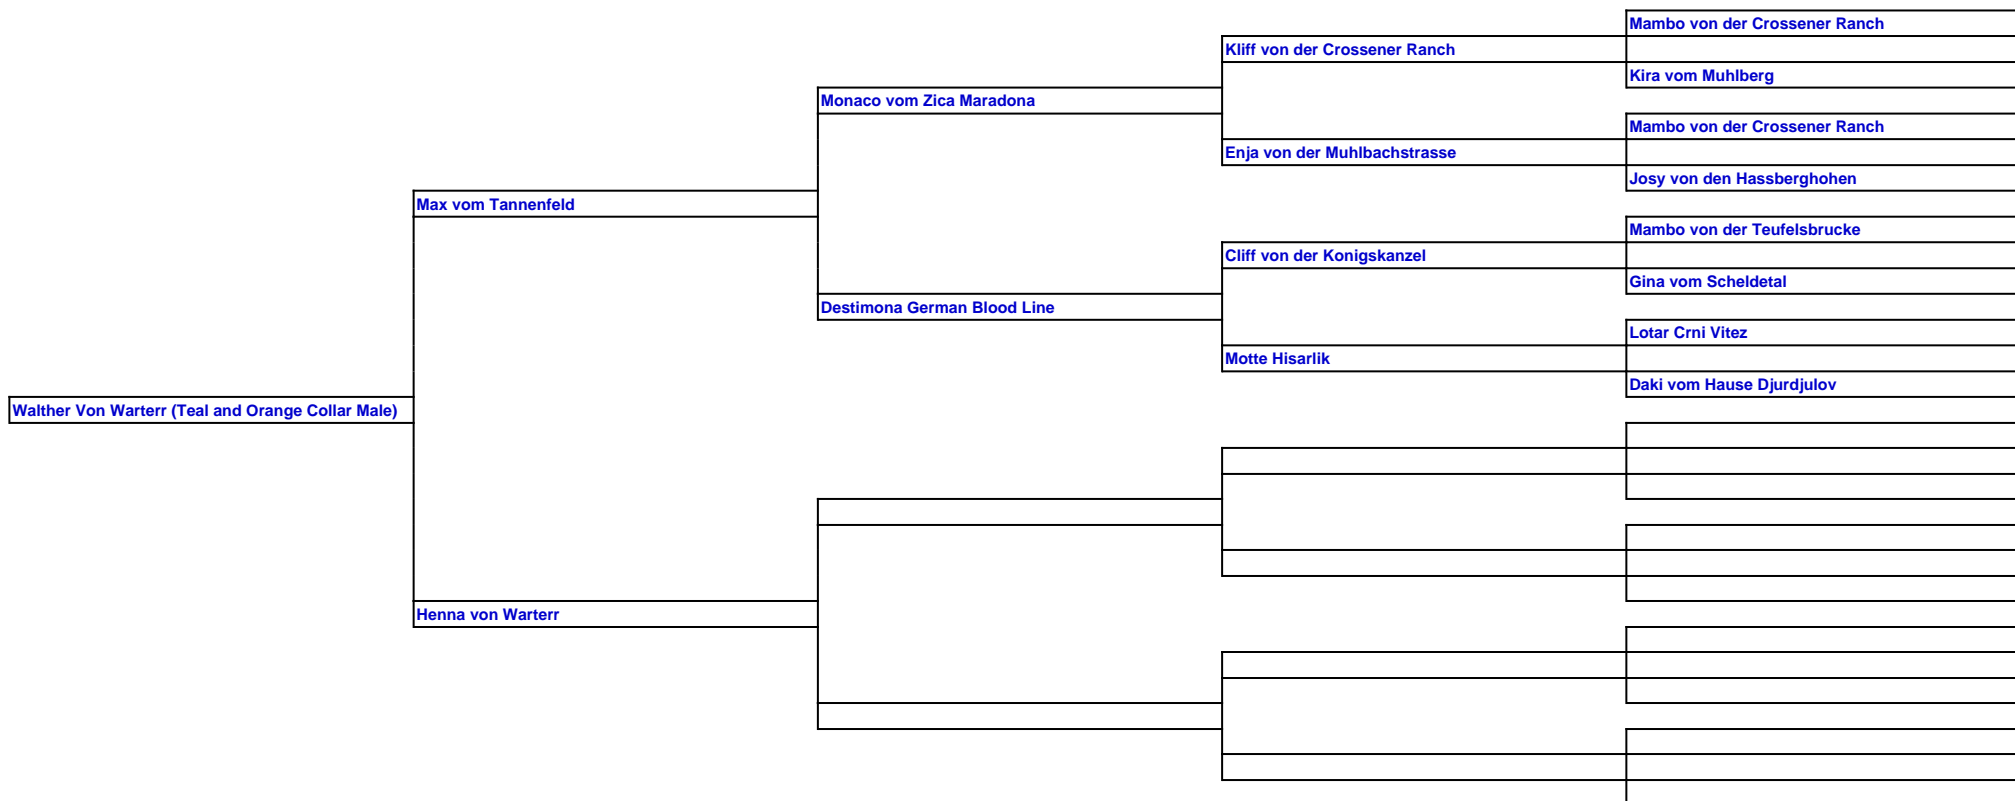 Mambo von der Crossener Ranch
Kliff von der Crossener Ranch
Kira vom Muhlberg
Monaco vom Zica Maradona
Mambo von der Crossener Ranch
Enja von der Muhlbachstrasse
Josy von den Hassberghohen
Max vom Tannenfeld
Mambo von der Teufelsbrucke
Cliff von der Konigskanzel
Gina vom Scheldetal
Destimona German Blood Line
Lotar Crni Vitez
Motte Hisarlik
Daki vom Hause Djurdjulov
Walther Von Warterr (Teal and Orange Collar Male)
Henna von Warterr